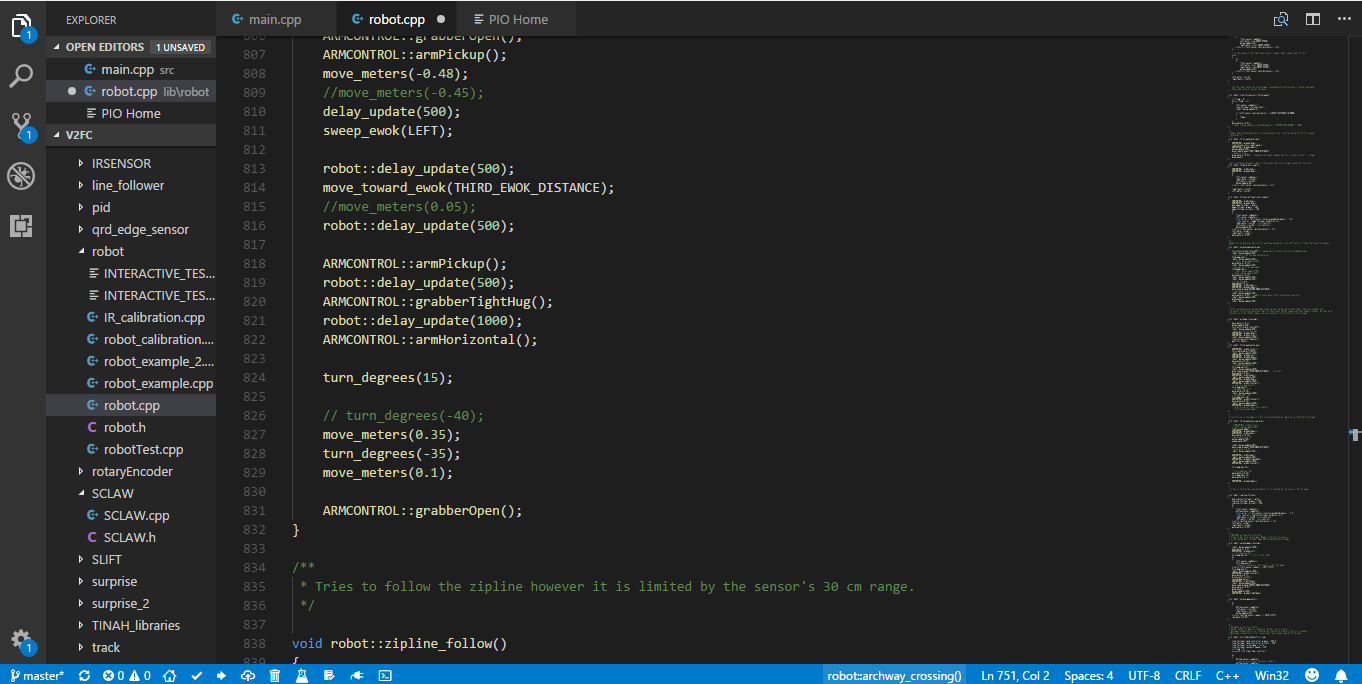 EXPLORER
main.cpp
robot.cpp
PIO Home
OPEN EDITORS 1 UNSAVED
main.cpp src
robot.cpp lib\robot
PIO Home
V2FC
IRSENSOR
line_follower
pid
qrd_edge_sensor
robot
INTERACTIVE_TES...
INTERACTIVE_TES...
IR_calibration.cpp
robot_calibration....
robot_example_2....
robot_example.cpp
robot.cpp
robot.h
robotTest.cpp
rotaryEncoder
SCLAW
SCLAW.cpp
SCLAW.h
SLIFT
surprise
surprise_2
TINAH_libraries
track
1
1
1
806 ARMCONTROL::grabberOpen();
807 ARMCONTROL::armPickup();
808 move_meters(-0.48);
809 //move_meters(-0.45);
810 delay_update(500);
811 sweep_ewok(LEFT);
812
813 robot::delay_update(500);
814 move_toward_ewok(THIRD_EWOK_DISTANCE);
815 //move_meters(0.05);
816 robot::delay_update(500);
817
818 ARMCONTROL::armPickup();
819 robot::delay_update(500);
820 ARMCONTROL::grabberTightHug();
821 robot::delay_update(1000);
822 ARMCONTROL::armHorizontal();
823
824 turn_degrees(15);
825
826 // turn_degrees(-40);
827 move_meters(0.35);
828 turn_degrees(-35);
829 move_meters(0.1);
830
831 ARMCONTROL::grabberOpen();
832 }
833
834 /**
835 * Tries to follow the zipline however it is limited by the sensor's 30 cm range.
836 */
837
838 void robot::zipline_follow()
839 {
master* 0 0 robot::archway_crossing() Ln 751, Col 2 Spaces: 4 UTF-8 CRLF C++ Win32